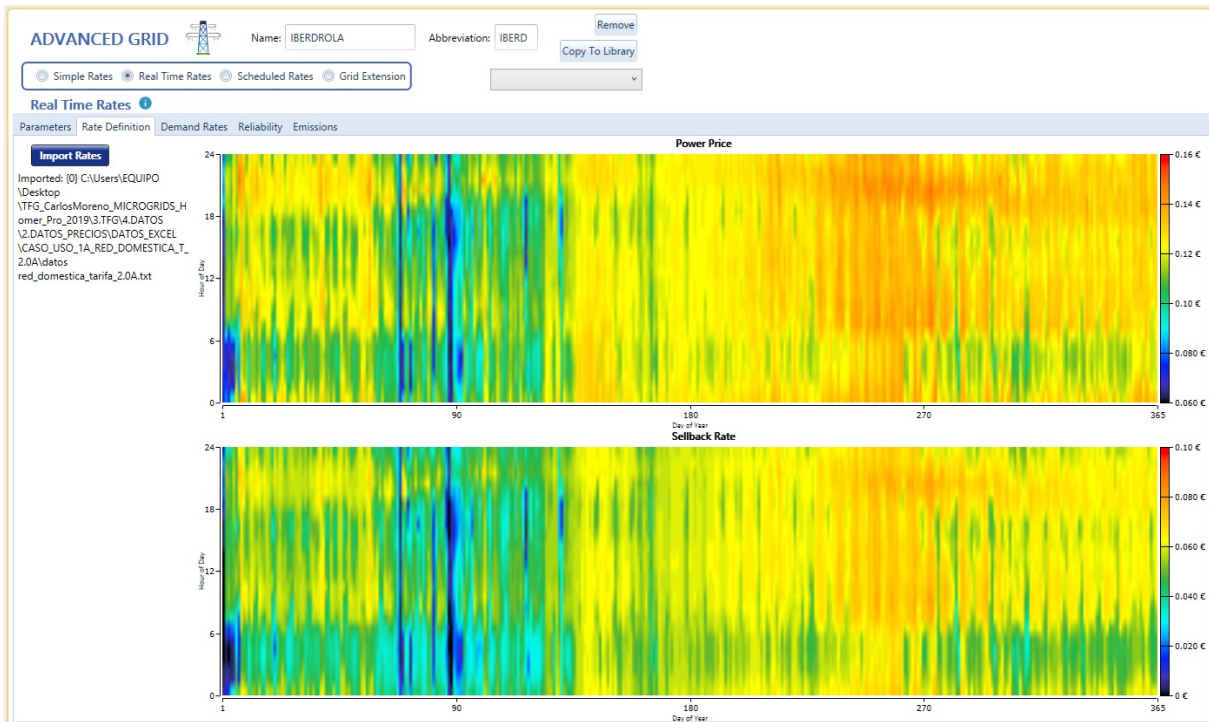 ADVANCED GRID
Name: IBERDROLA
Abbreviation: IBERD
Remove
Copy To Library
Simple Rates Real Time Rates Scheduled Rates Grid Extension
Real Time Rates i
Parameters Rate Definition Demand Rates Reliability Emissions
Import Rates
Imported: {0} C:\Users\EQUIPO
\Desktop
\TFG_CarlosMoreno_MICROGRIDS_H
omer_Pro_2019\3.TFG\4.DATOS
\2.DATOS_PRECIOS\DATOS_EXCEL
\CASO_USO_1A_RED_DOMESTICA_T_
2.0A\datos
red_domestica_tarifa_2.0A.txt
Power Price
Hour of Day
24
18
12
6
0
1 90 180 270 365
Day of Year
0.16 €
0.14 €
0.12 €
0.10 €
0.080 €
0.060 €
Sellback Rate
Hour of Day
24
18
12
6
0
1 90 180 270 365
Day of Year
0.10 €
0.080 €
0.060 €
0.040 €
0.020 €
0 €